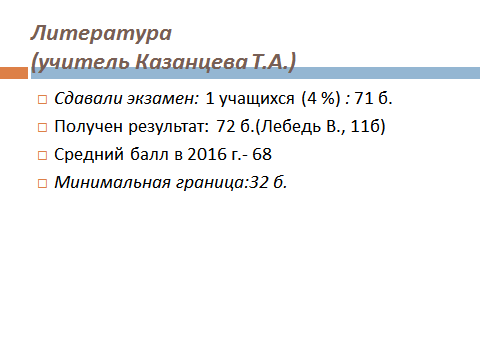 Литература
(учитель Казанцева Т.А.)
Сдавали экзамен: 1 учащихся (4 %) : 71 б.
Получен результат: 72 б.(Лебедь В., 11б)
Средний балл в 2016 г.- 68
Минимальная граница:32 б.